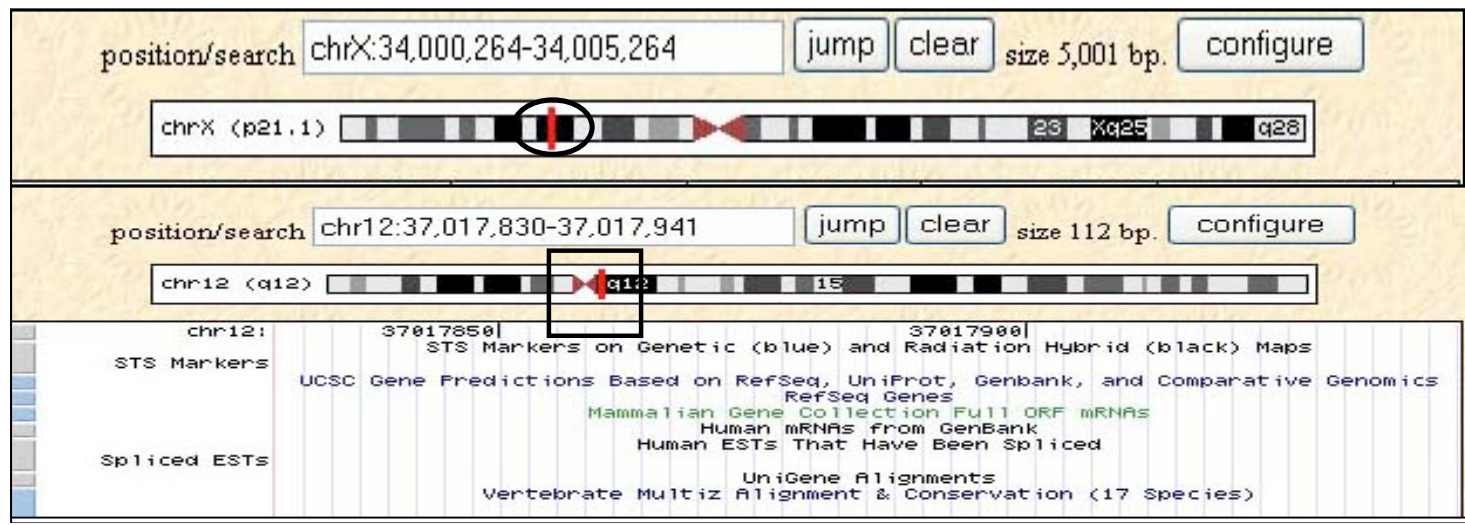 position/search chrX:34,000,264-34,005,264 jump clear size 5,001 bp. configure
chrX (p21.1) 23 Xq25 q28
position/search chr12:37,017,830-37,017,941 jump clear size 112 bp. configure
chr12 (q12) q12 15
chr12: 37017850| 37017900|
STS Markers on Genetic (blue) and Radiation Hybrid (black) Maps
STS Markers
UCSC Gene Predictions Based on RefSeq, UniProt, Genbank, and Comparative Genomics
RefSeq Genes
Mammalian Gene Collection Full ORF mRNAs
Human mRNAs from GenBank
Human ESTs That Have Been Spliced
Spliced ESTs
UniGene Alignments
Vertebrate Multiz Alignment & Conservation (17 Species)